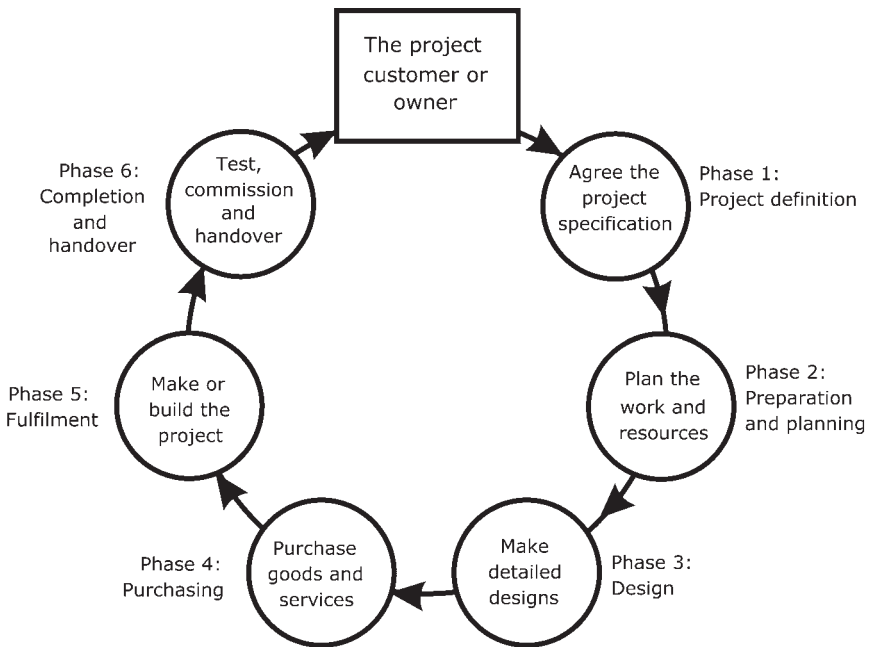 The project
customer or
owner
Agree the
project
specification
Phase 1:
Project definition
Plan the
work and
resources
Phase 2:
Preparation
and planning
Make
detailed
designs
Phase 3:
Design
Purchase
goods and
services
Phase 4:
Purchasing
Make or
build the
project
Phase 5:
Fulfilment
Test,
commission
and
handover
Phase 6:
Completion
and
handover